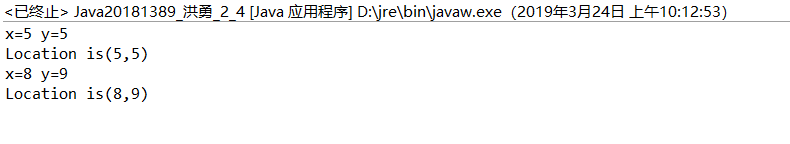 <已终止> Java20181389_洪勇_2_4 [Java 应用程序] D:\jre\bin\javaw.exe（2019年3月24日 上午10:12:53）
x=5 y=5
Location is(5,5)
x=8 y=9
Location is(8,9)